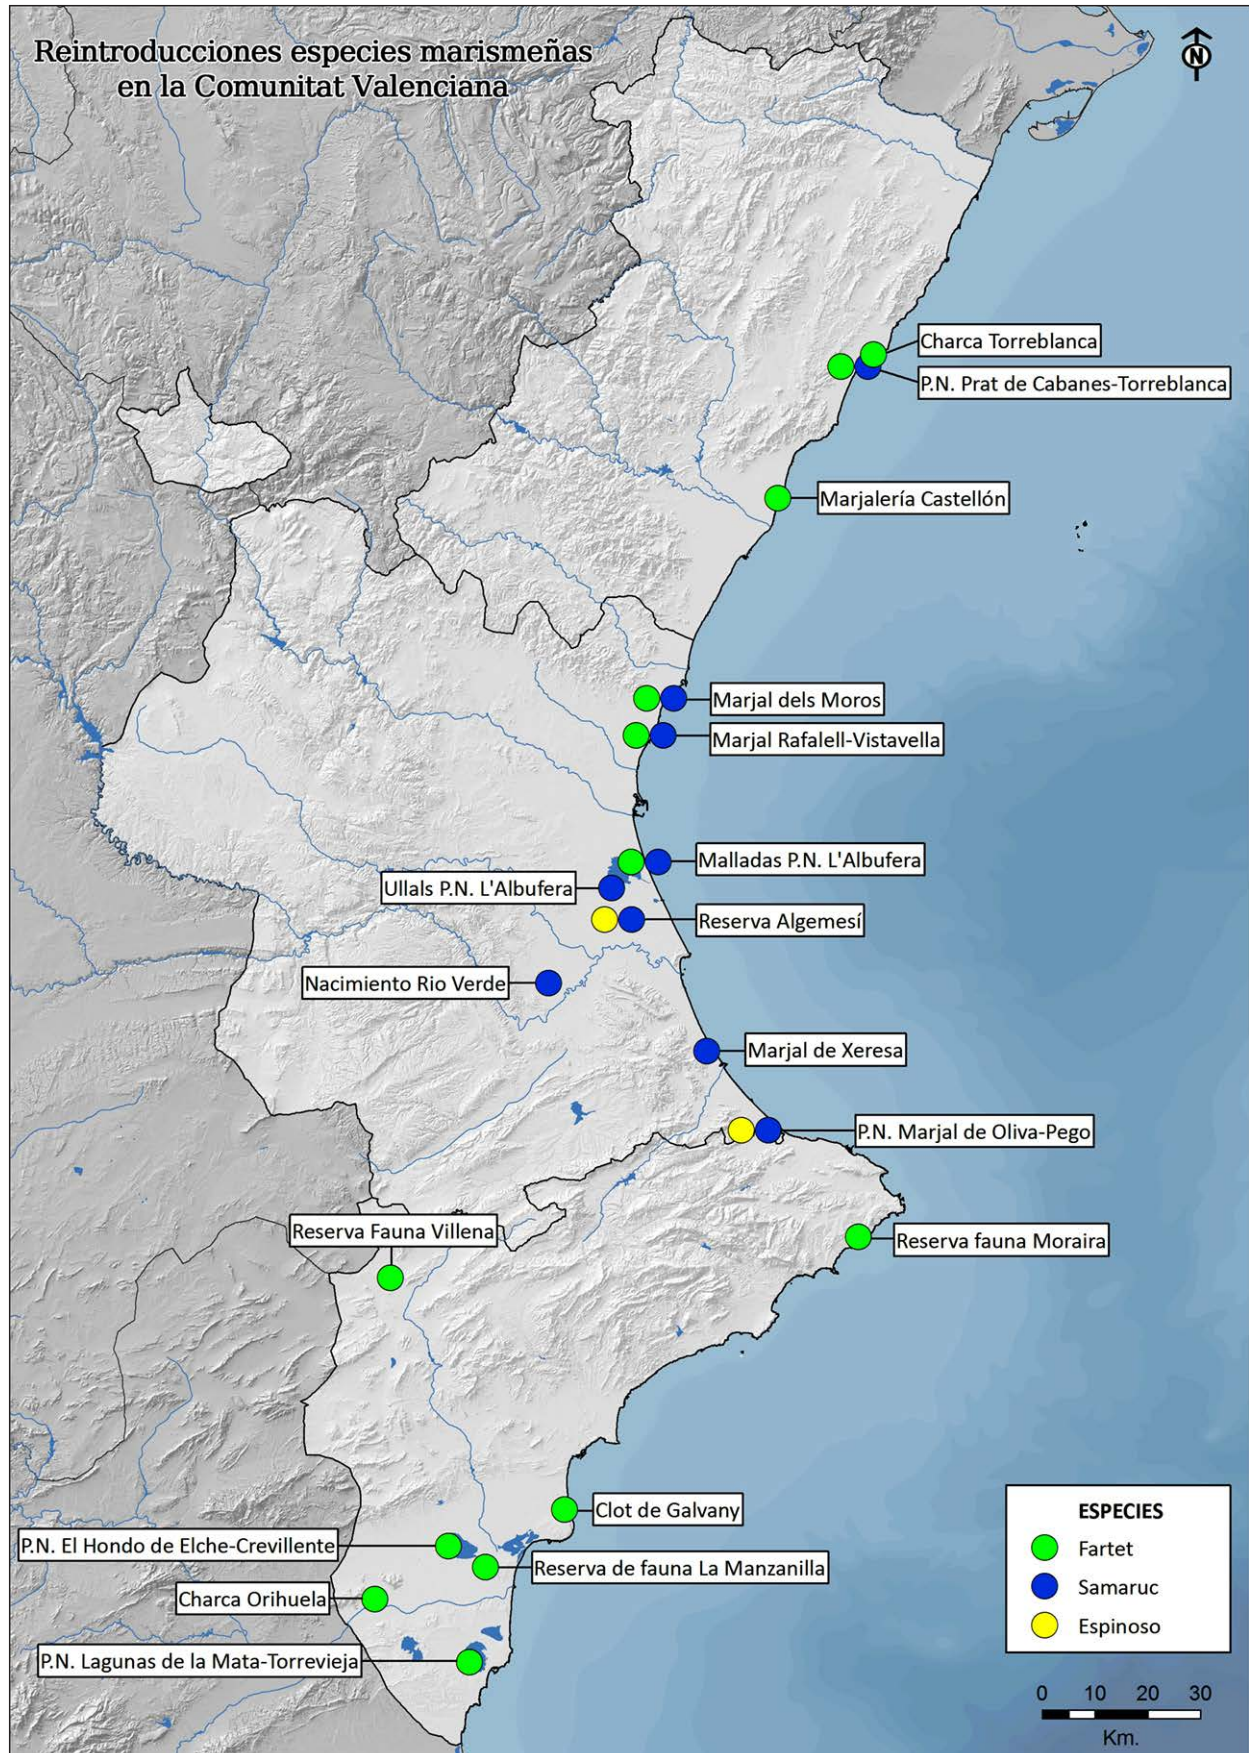 Reintroducciones especies marismeñas
en la Comunitat Valenciana
N
Charca Torreblanca
P.N. Prat de Cabanes-Torreblanca
Marjalería Castellón
Marjal dels Moros
Marjal Rafalell-Vistavella
Malladas P.N. L'Albufera
Ullals P.N. L'Albufera
Reserva Algemesí
Nacimiento Rio Verde
Marjal de Xeresa
P.N. Marjal de Oliva-Pego
Reserva Fauna Villena
Reserva fauna Moraira
Clot de Galvany
P.N. El Hondo de Elche-Crevillente
Reserva de fauna La Manzanilla
Charca Orihuela
P.N. Lagunas de la Mata-Torrevieja
ESPECIES
Fartet
Samaruc
Espinoso
0 10 20 30
Km.